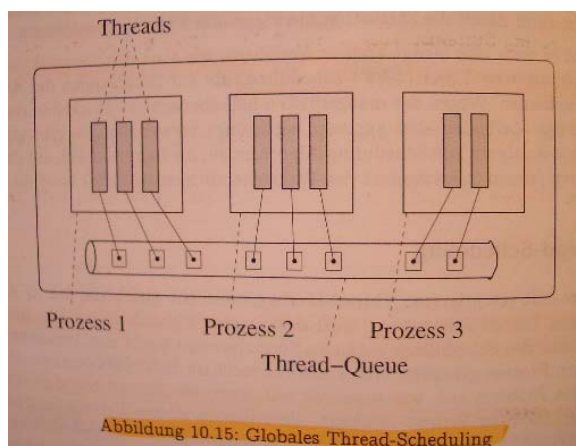 Threads
Prozess 1
Prozess 2
Prozess 3
Thread-Queue
Abbildung 10.15: Globales Thread-Scheduling